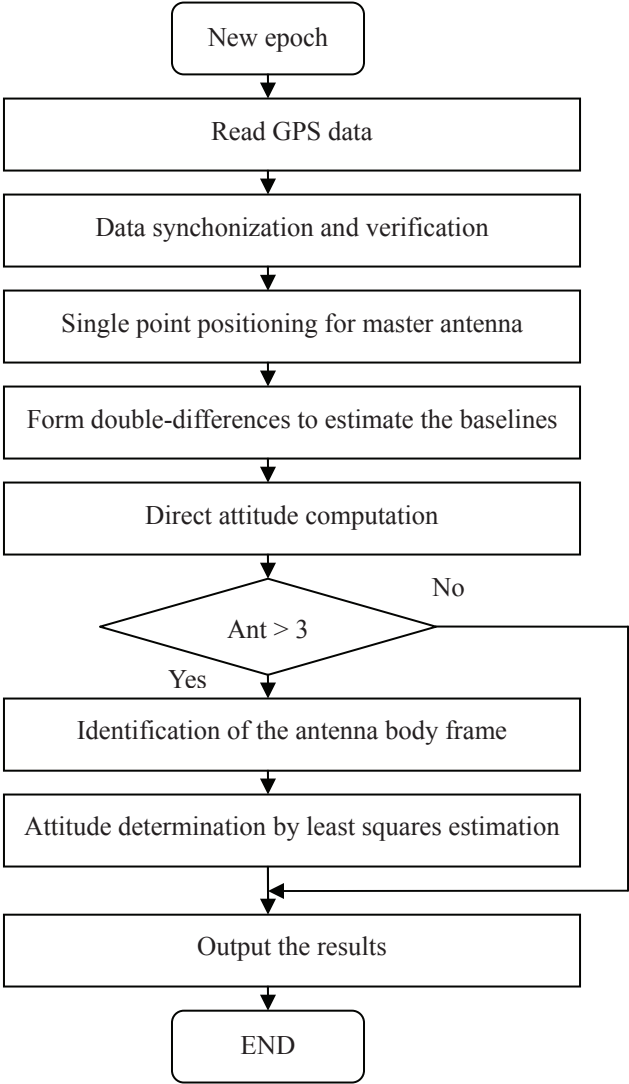 New epoch
Read GPS data
Data synchonization and verification
Single point positioning for master antenna
Form double-differences to estimate the baselines
Direct attitude computation
No
Ant > 3
Yes
Identification of the antenna body frame
Attitude determination by least squares estimation
Output the results
END